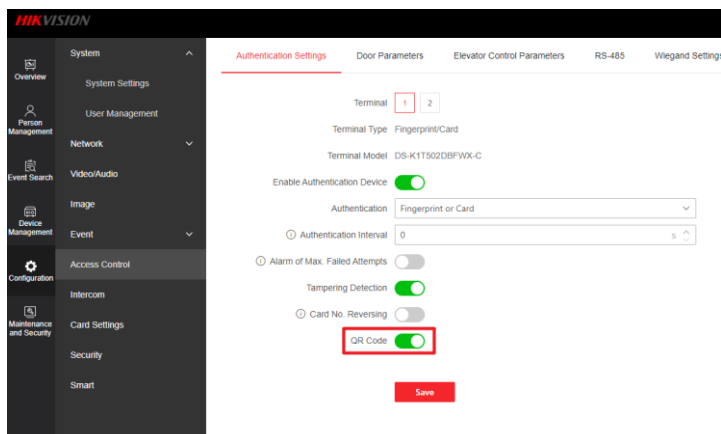 HIKVISION
Overview
Person
Management
Event Search
Device
Management
Configuration
Maintenance
and Security
System
System Settings
User Management
Network
Video/Audio
Image
Event
Access Control
Intercom
Card Settings
Security
Smart
Authentication Settings Door Parameters Elevator Control Parameters RS-485 Wiegand Settings
Terminal 1 2
Terminal Type Fingerprint/Card
Terminal Model DS-K1T502DBFWX-C
Enable Authentication Device
Authentication Fingerprint or Card
Authentication Interval 0 s
Alarm of Max. Failed Attempts
Tampering Detection
Card No. Reversing
QR Code
Save